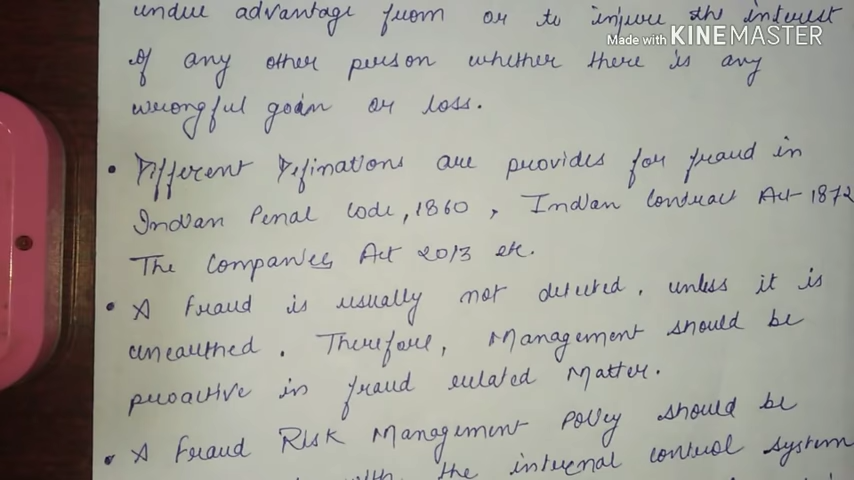 undue advantage from or to injure the interest
Made with KINEMASTER
of any other person whether there is any
wrongful gain or loss.
• Different Definations are provides for fraud in
Indian Penal Code, 1860, Indian Contract Act 1872
The Companies Act 2013 etc.
• A fraud is usually not detected, unless it is
unearthed. Therefore, Management should be
proactive in fraud related Matter.
• A Fraud RISK Management Policy should be
with the internal control system